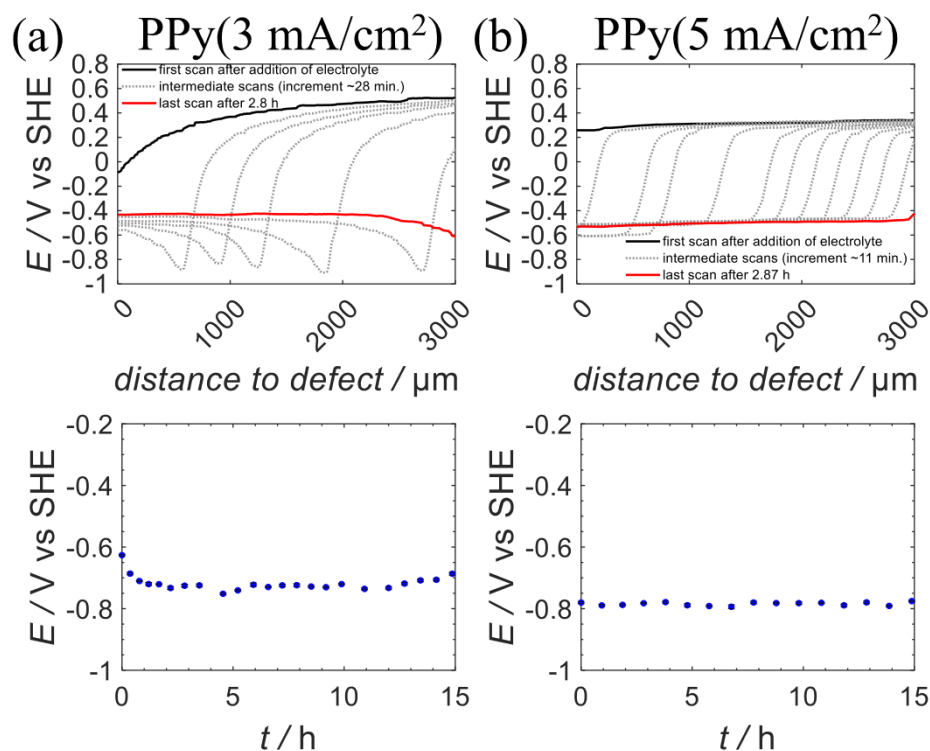 (a) PPy(3 mA/cm²)
0.8
0.6
0.4
0.2
0
-0.2
-0.4
-0.6
-0.8
-1
E / V vs SHE
first scan after addition of electrolyte
intermediate scans (increment ~28 min.)
last scan after 2.8 h
0
1000
2000
3000
distance to defect / µm
(b) PPy(5 mA/cm²)
0.8
0.6
0.4
0.2
0
-0.2
-0.4
-0.6
-0.8
-1
E / V vs SHE
first scan after addition of electrolyte
intermediate scans (increment ~11 min.)
last scan after 2.87 h
0
1000
2000
3000
distance to defect / µm
-0.2
-0.4
-0.6
-0.8
-1
E / V vs SHE
0 5 10 15
t / h
-0.2
-0.4
-0.6
-0.8
-1
E / V vs SHE
0 5 10 15
t / h